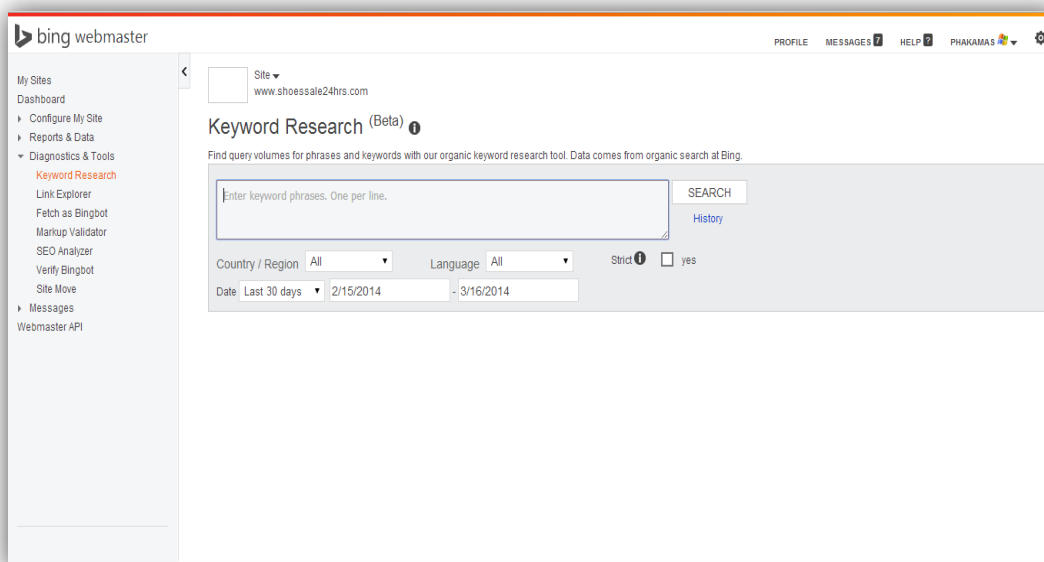 bing webmaster
PROFILE MESSAGES 7 HELP ? PHAKAMAS
My Sites
Dashboard
Configure My Site
Reports & Data
Diagnostics & Tools
Keyword Research
Link Explorer
Fetch as Bingbot
Markup Validator
SEO Analyzer
Verify Bingbot
Site Move
Messages
Webmaster API
Site
www.shoessale24hrs.com
Keyword Research (Beta)
Find query volumes for phrases and keywords with our organic keyword research tool. Data comes from organic search at Bing.
Enter keyword phrases. One per line.
SEARCH
History
Country / Region All Language All Strict yes
Date Last 30 days 2/15/2014 - 3/16/2014